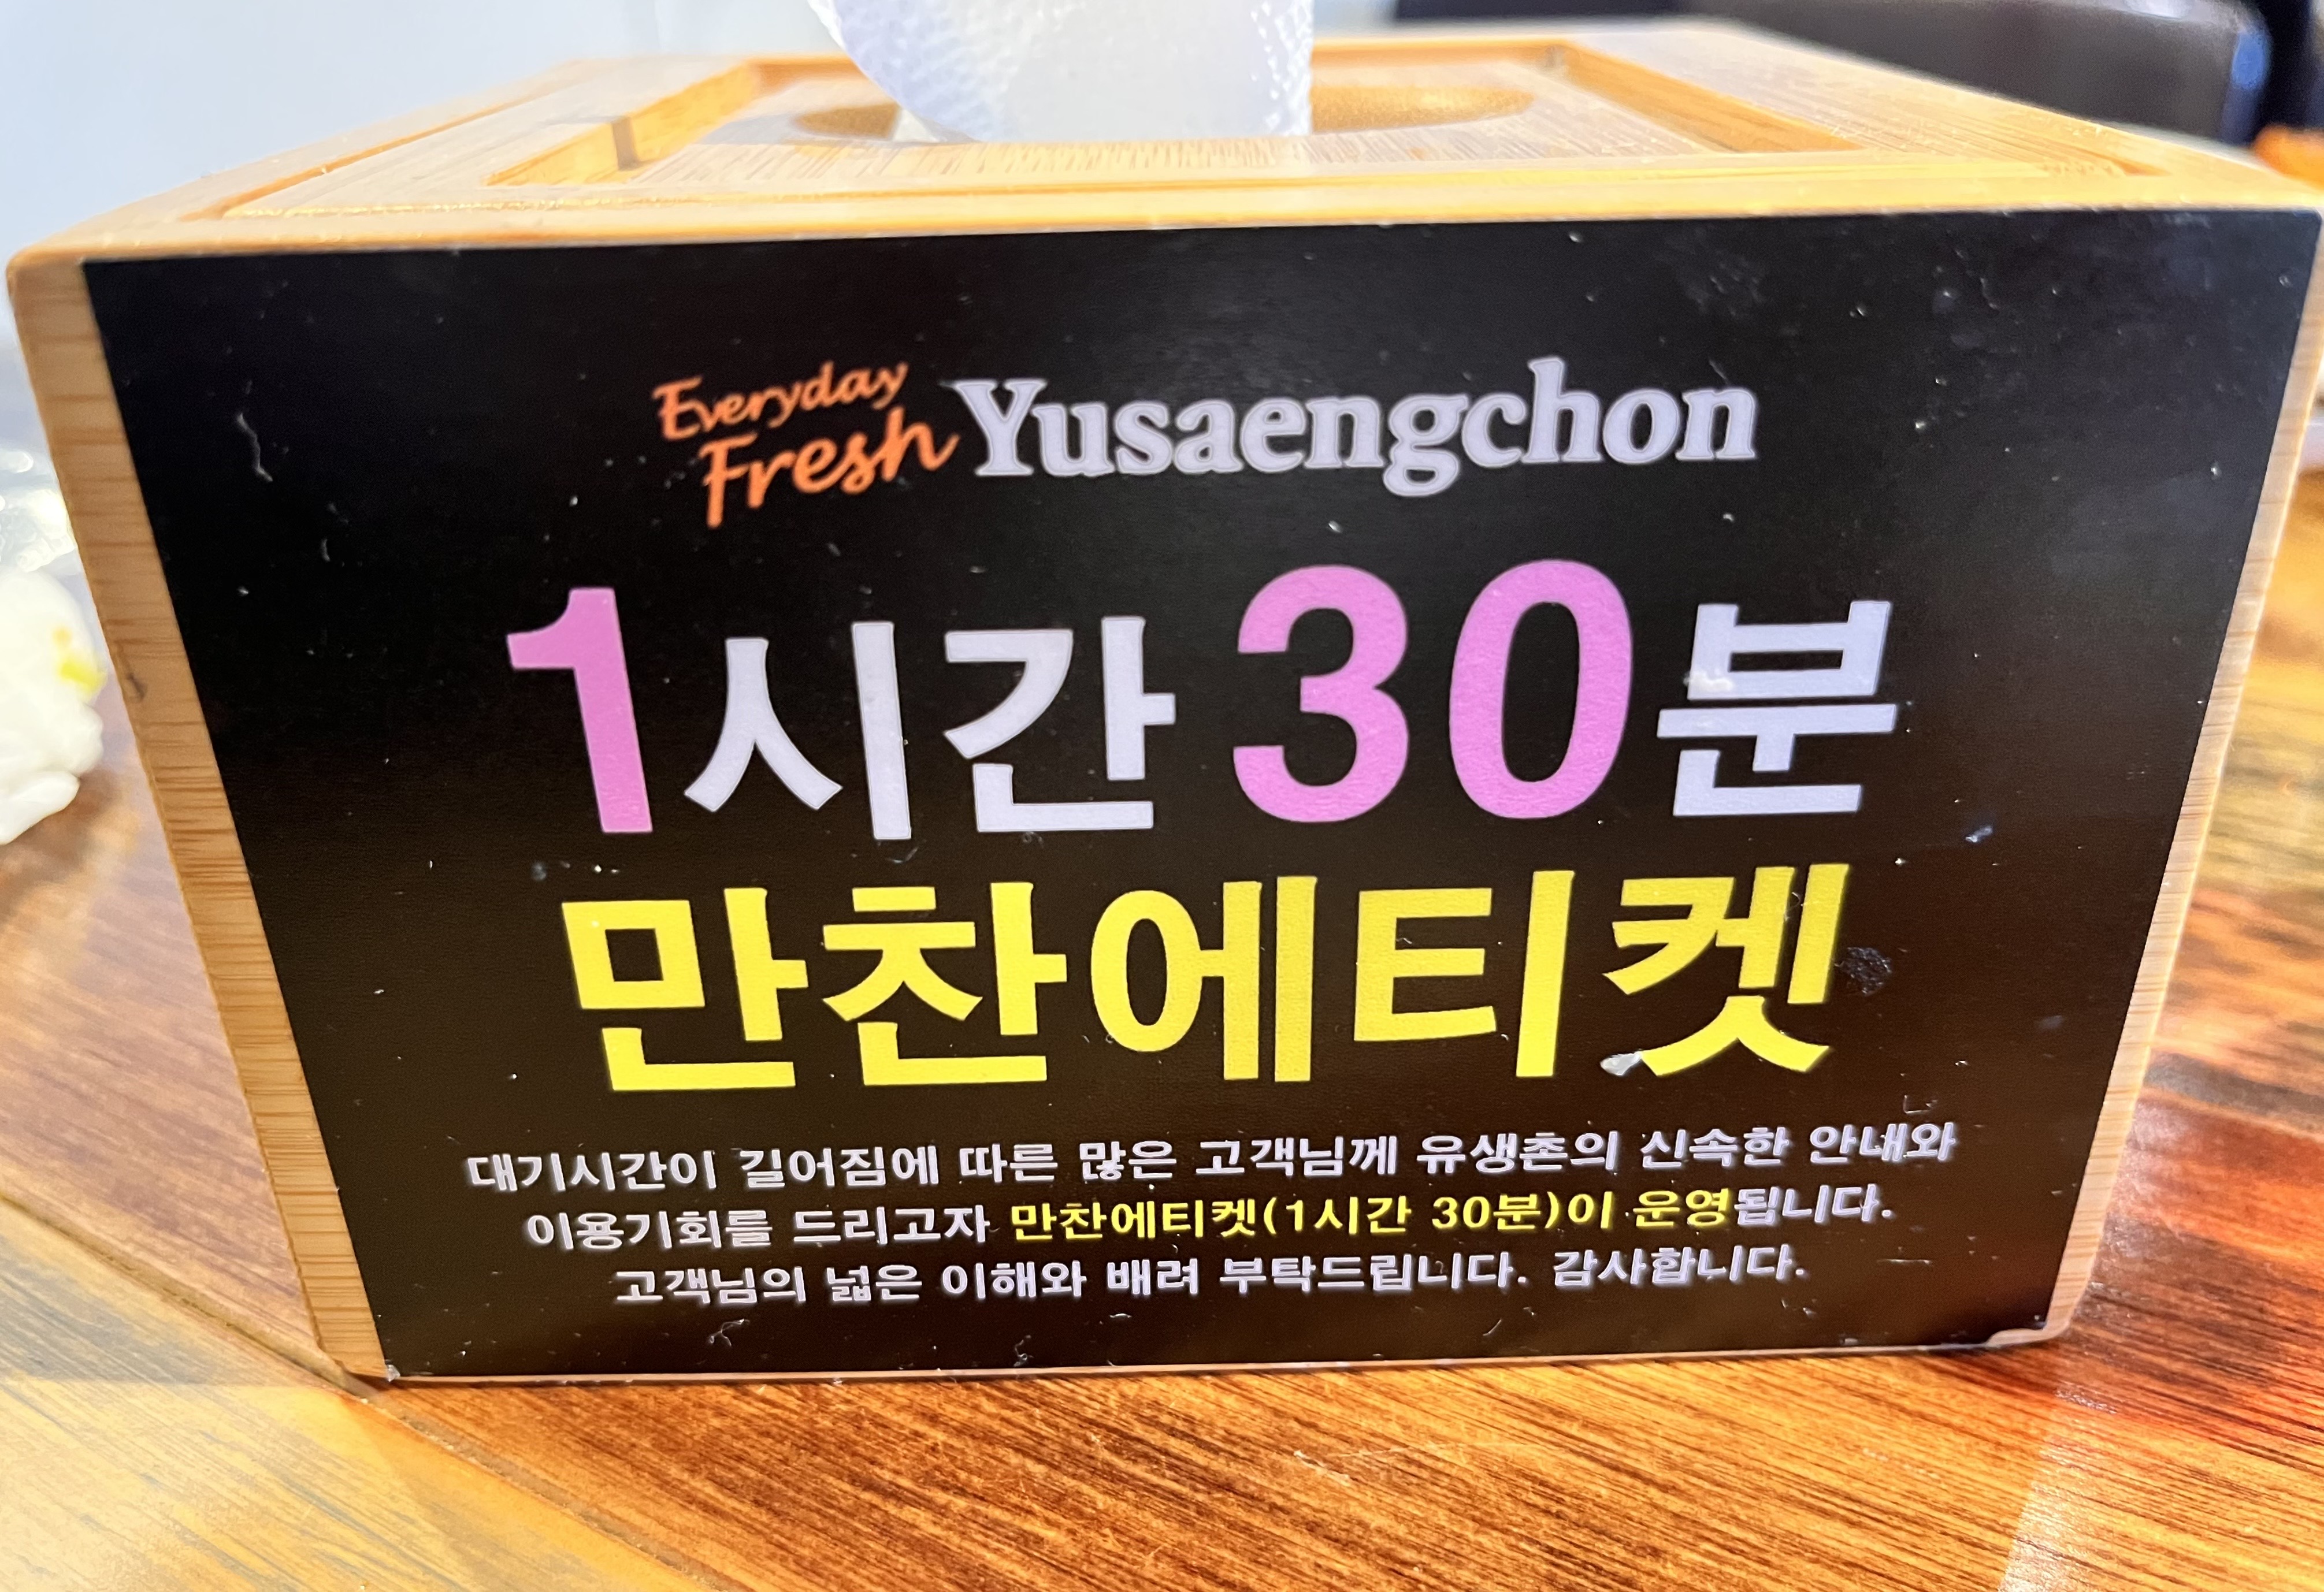 Everyday
Fresh Yusaengchon
1시간 30분
만찬에티켓
대기시간이 길어짐에 따른 많은 고객님께 유생촌의 신속한 안내와
이용기회를 드리고자 만찬에티켓(1시간 30분)이 운영됩니다.
고객님의 넓은 이해와 배려 부탁드립니다. 감사합니다.